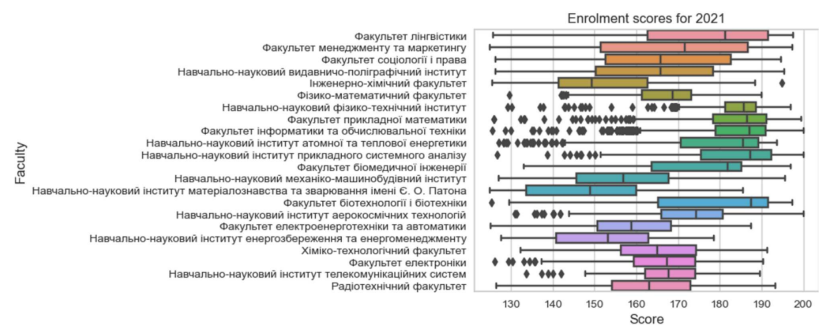 Enrolment scores for 2021
Faculty
Факультет лінгвістики
Факультет менеджменту та маркетингу
Факультет соціології і права
Навчально-науковий видавничо-поліграфічний інститут
Інженерно-хімічний факультет
Фізико-математичний факультет
Навчально-науковий фізико-технічний інститут
Факультет прикладної математики
Факультет інформатики та обчислювальної техніки
Навчально-науковий інститут атомної та теплової енергетики
Навчально-науковий інститут прикладного системного аналізу
Факультет біомедичної інженерії
Навчально-науковий механіко-машинобудівний інститут
Навчально-науковий інститут матеріалознавства та зварювання імені Є. О. Патона
Факультет біотехнології і біотехніки
Навчально-науковий інститут аерокосмічних технологій
Факультет електроенерготехніки та автоматики
Навчально-науковий інститут енергозбереження та енергоменеджменту
Хіміко-технологічний факультет
Факультет електроніки
Навчально-науковий інститут телекомунікаційних систем
Радіотехнічний факультет
130 140 150 160 170 180 190 200
Score